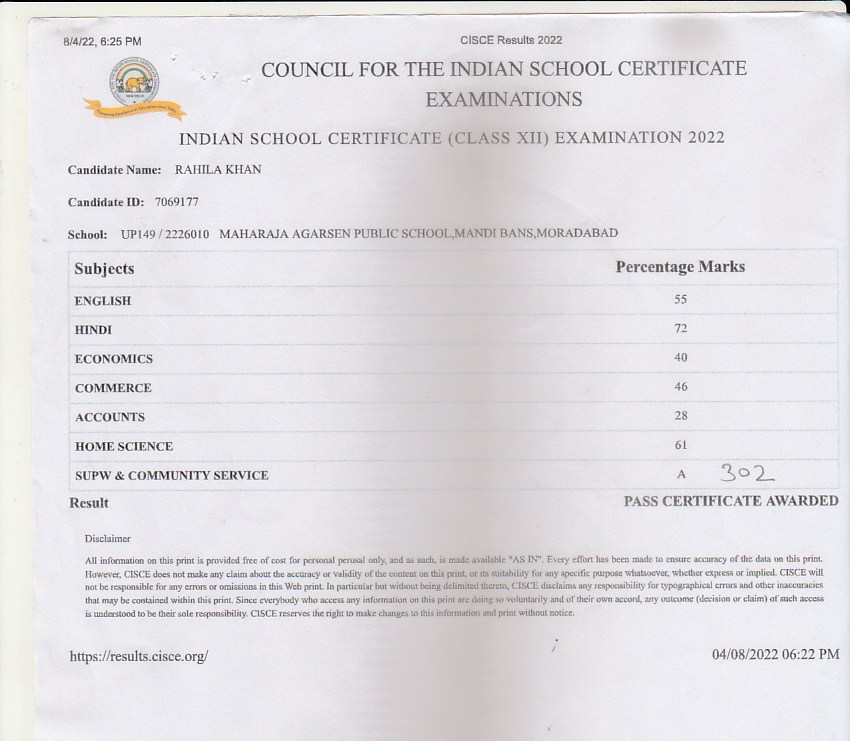 8/4/22, 6:25 PM CISCE Results 2022
COUNCIL FOR THE INDIAN SCHOOL CERTIFICATE
EXAMINATIONS
INDIAN SCHOOL CERTIFICATE (CLASS XII) EXAMINATION 2022
Candidate Name: RAHILA KHAN
Candidate ID: 7069177
School: UP149 / 2226010 MAHARAJA AGARSEN PUBLIC SCHOOL,MANDI BANS,MORADABAD
Subjects Percentage Marks
ENGLISH 55
HINDI 72
ECONOMICS 40
COMMERCE 46
ACCOUNTS 28
HOME SCIENCE 61
SUPW & COMMUNITY SERVICE A 302
Result PASS CERTIFICATE AWARDED
Disclaimer
All information on this print is provided free of cost for personal perusal only, and as such, is made available "AS IN". Every effort has been made to ensure accuracy of the data on this print.
However, CISCE does not make any claim about the accuracy or validity of the content on this print, or its suitability for any specific purpose whatsoever, whether express or implied. CISCE will
not be responsible for any errors or omissions in this Web print. In particular but without being delimited thereto, CISCE disclaims any responsibility for typographical errors and other inaccuracies
that may be contained within this print. Since everybody who access any information on this print are doing so voluntarily and of their own accord, any outcome (decision or claim) of such access
is understood to be their sole responsibility. CISCE reserves the right to make changes to this information and print without notice.
https://results.cisce.org/ 04/08/2022 06:22 PM